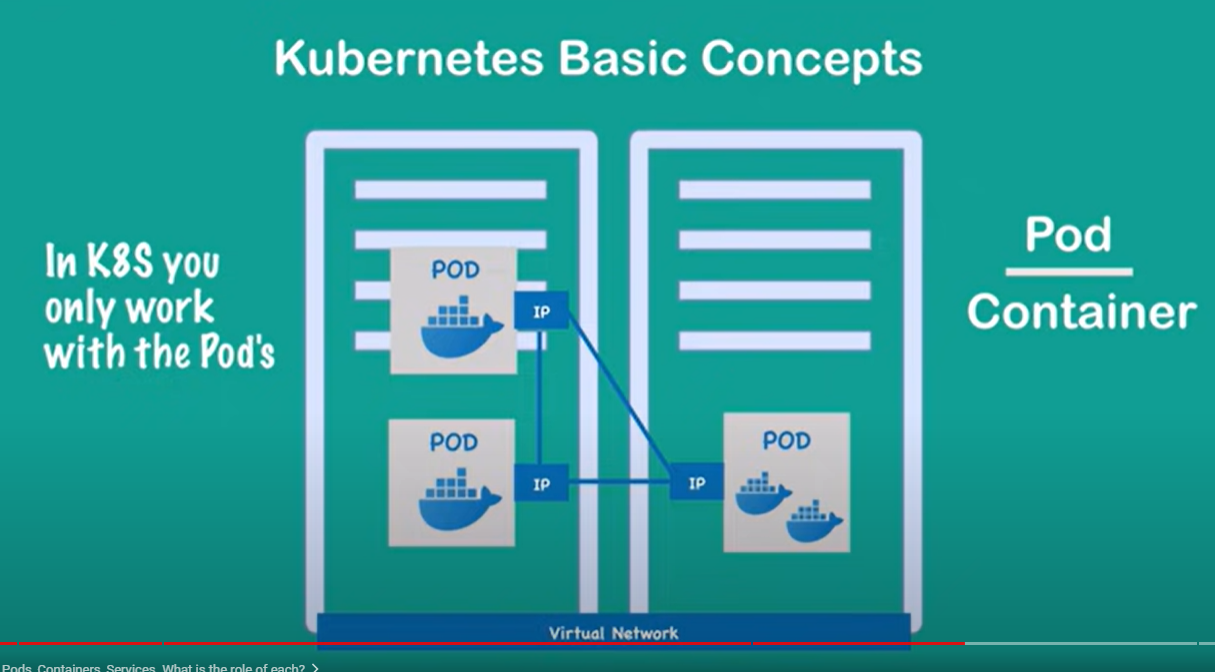 Kubernetes Basic Concepts
In K8S you
only work
with the Pod's
POD
IP
POD
IP
IP
POD
Pod
Container
Virtual Network
Pods, Containers, Services. What is the role of each?